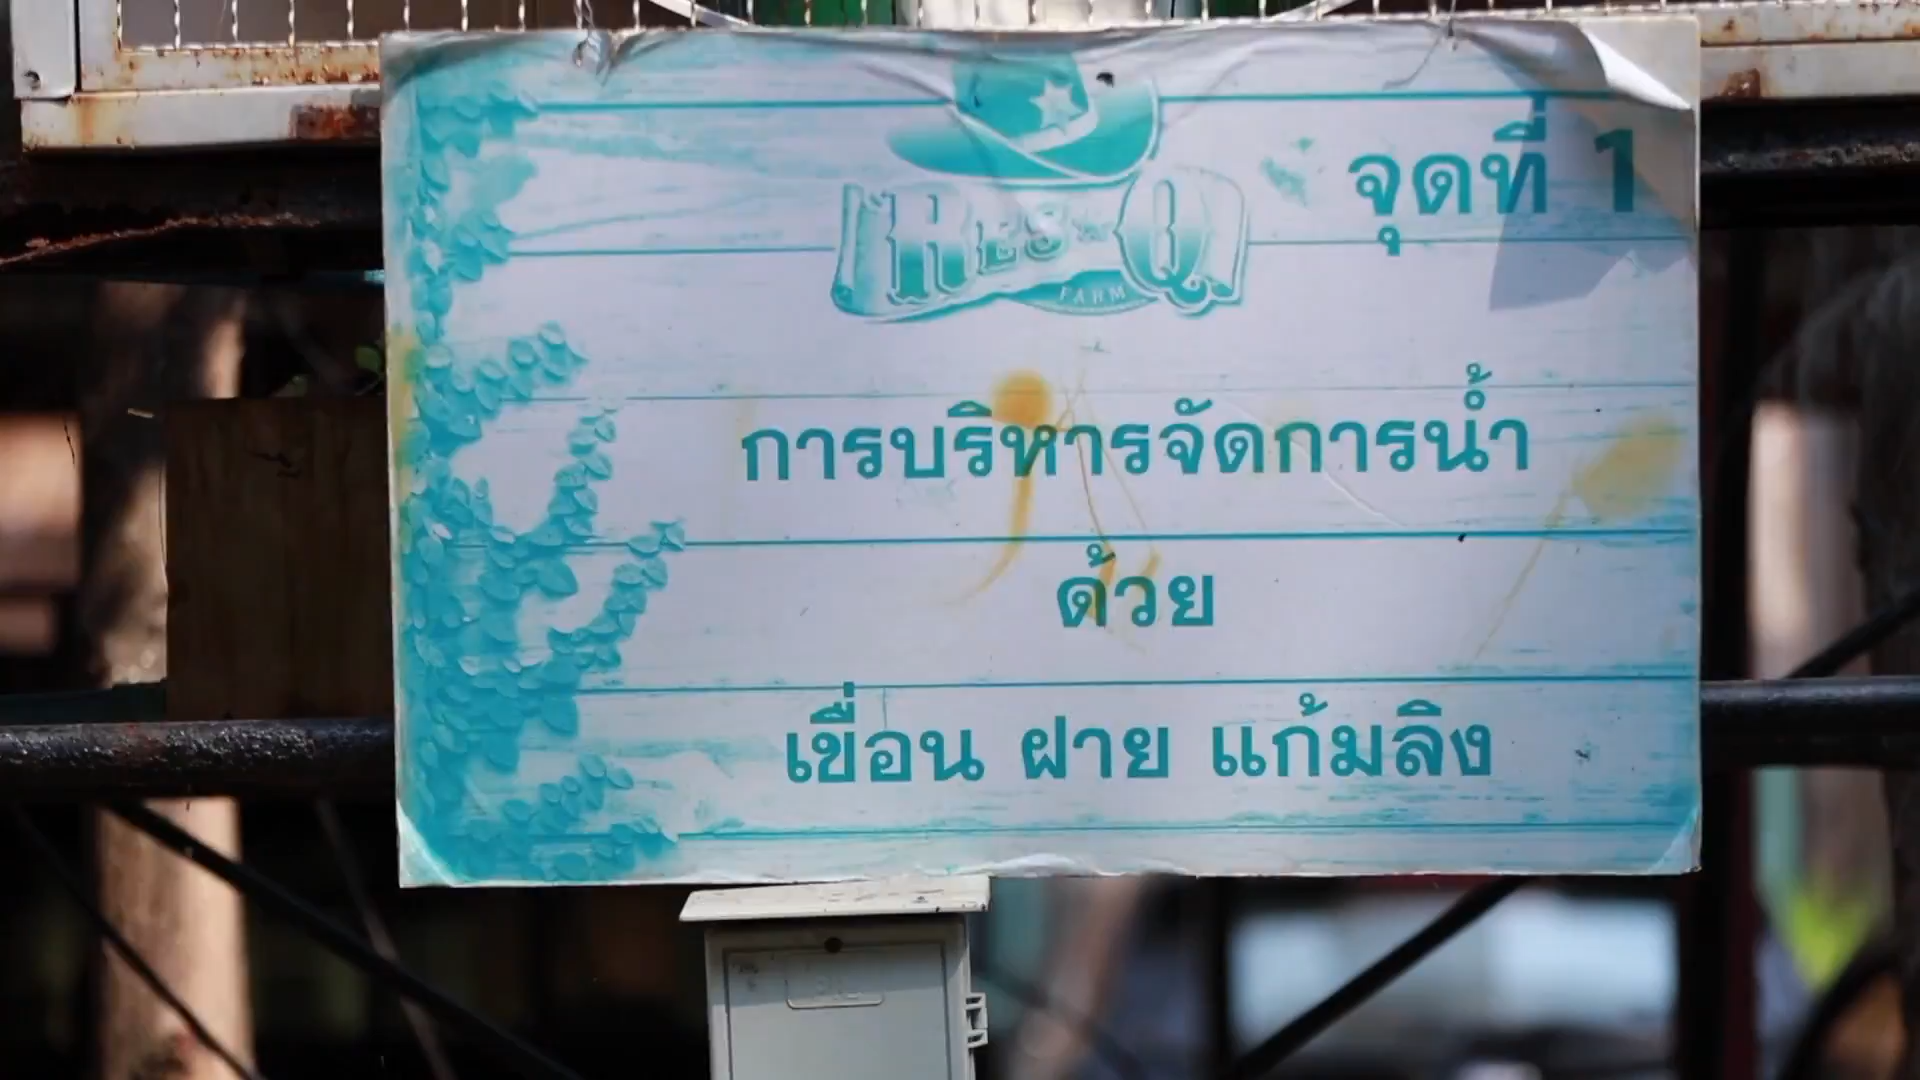 จุดที่ 1
RES Q
FARM
การบริหารจัดการน้ำ
ด้วย
เขื่อน ฝาย แก้มลิง